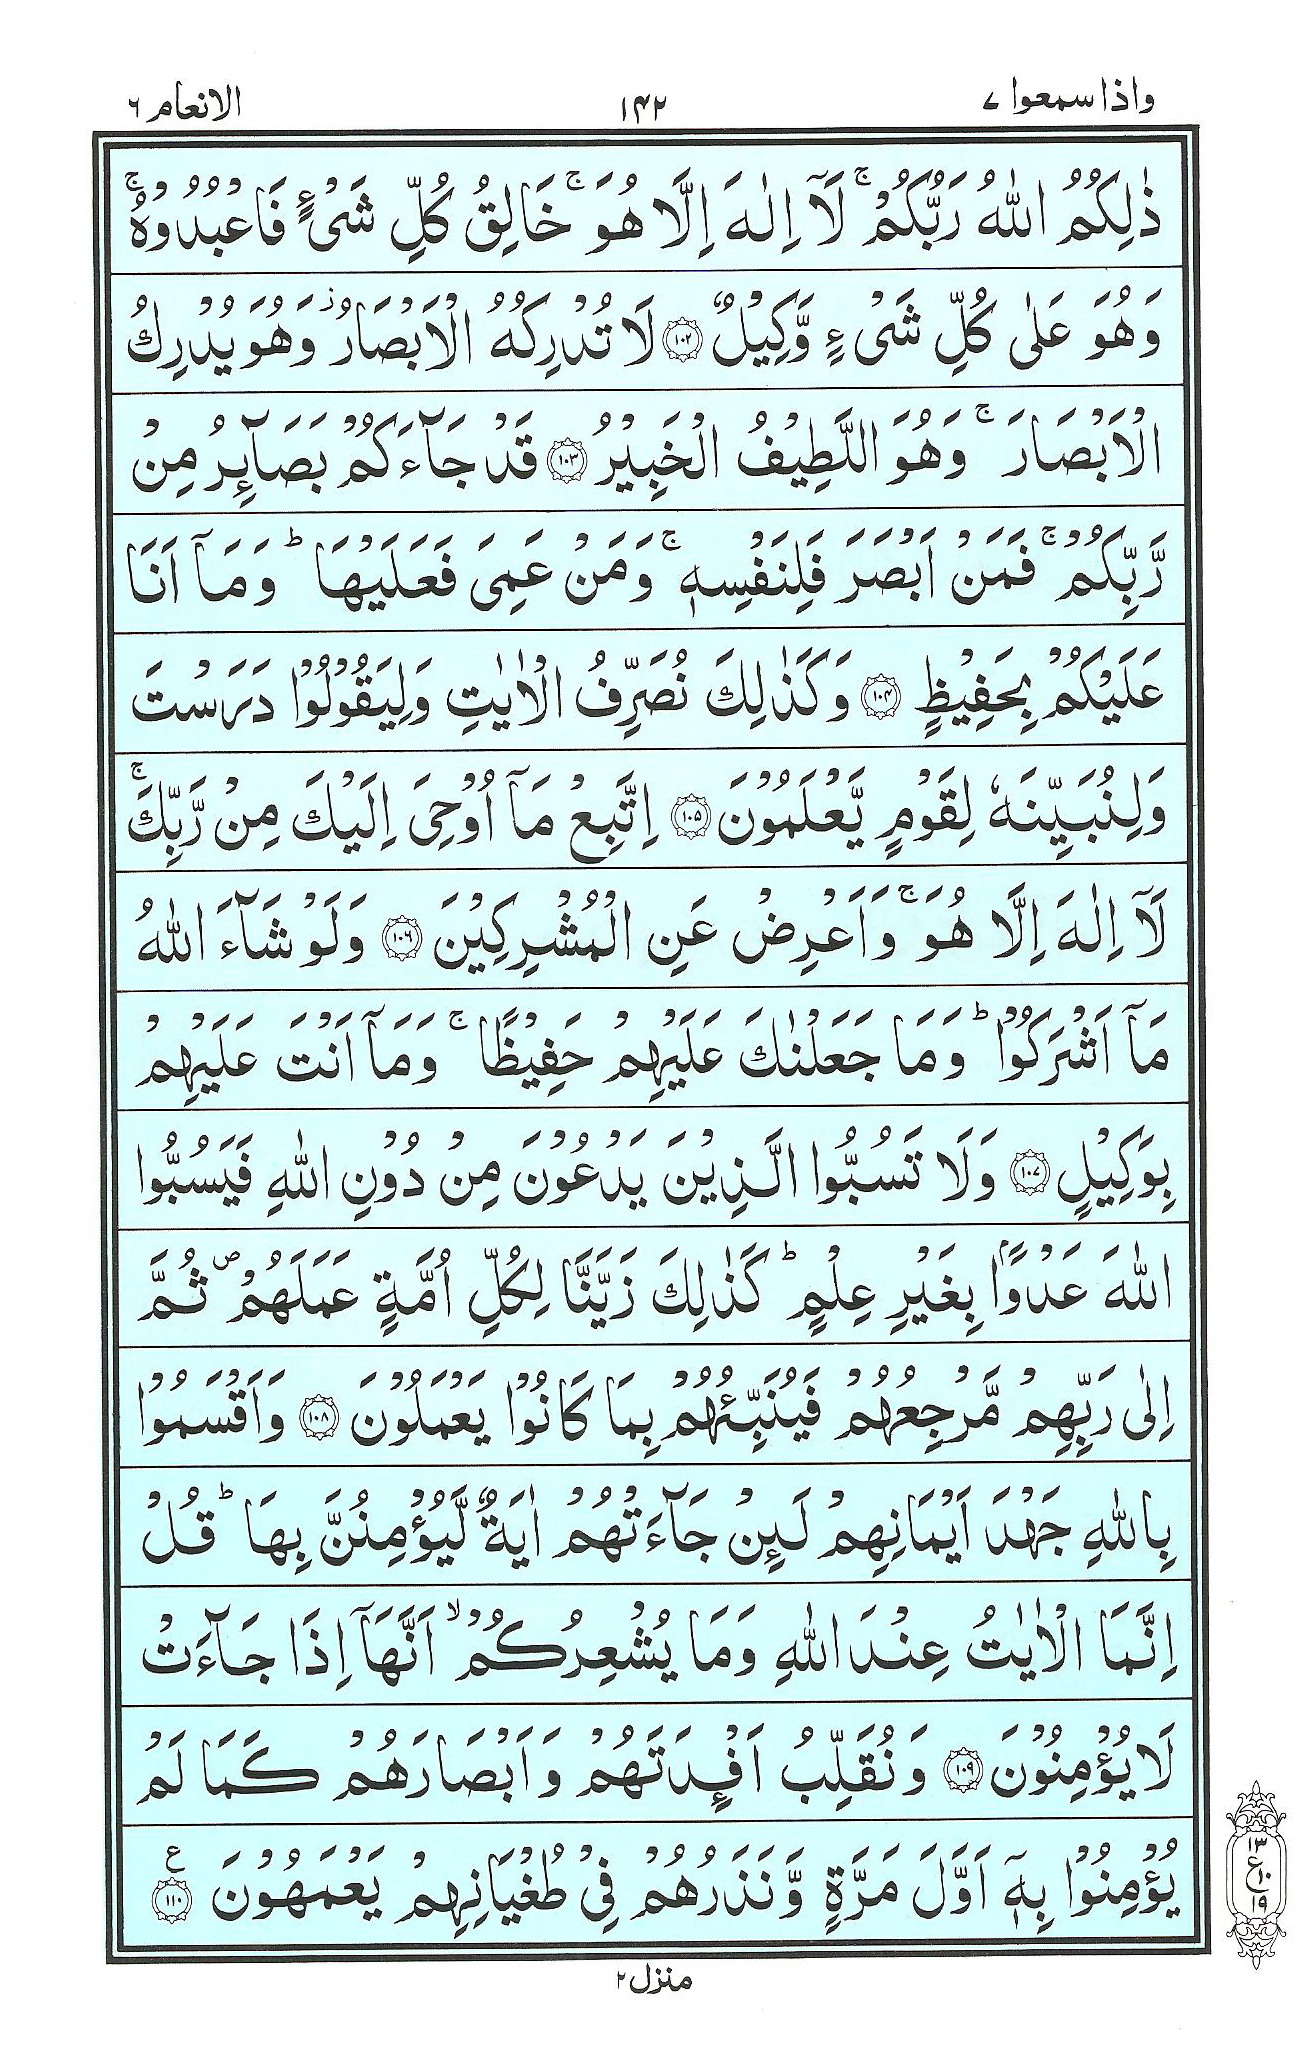 واذا سمعوا ٧
١٤٢
الانعام ٦
ذٰلِكُمُ اللّٰهُ رَبُّكُمْ ۚ لَاۤ اِلٰهَ اِلَّا هُوَ ۚ خَالِقُ كُلِّ شَیْءٍ فَاعْبُدُوْهُ ۚ
وَهُوَ عَلٰی كُلِّ شَیْءٍ وَّكِیْلٌ ۝١٠٢ لَا تُدْرِكُهُ الْاَبْصَارُ ؗ وَهُوَ یُدْرِكُ
الْاَبْصَارَ ۚ وَهُوَ اللَّطِیْفُ الْخَبِیْرُ ۝١٠٣ قَدْ جَآءَكُمْ بَصَآىِٕرُ مِنْ
رَّبِّكُمْ ۚ فَمَنْ اَبْصَرَ فَلِنَفْسِهٖ ۚ وَمَنْ عَمِیَ فَعَلَیْهَا ؕ وَمَاۤ اَنَا
عَلَیْكُمْ بِحَفِیْظٍ ۝١٠٤ وَكَذٰلِكَ نُصَرِّفُ الْاٰیٰتِ وَلِیَقُوْلُوْا دَرَسْتَ
وَلِنُبَیِّنَهٗ لِقَوْمٍ یَّعْلَمُوْنَ ۝١٠٥ اِتَّبِعْ مَاۤ اُوْحِیَ اِلَیْكَ مِنْ رَّبِّكَ ۚ
لَاۤ اِلٰهَ اِلَّا هُوَ ۚ وَاَعْرِضْ عَنِ الْمُشْرِكِیْنَ ۝١٠٦ وَلَوْ شَآءَ اللّٰهُ
مَاۤ اَشْرَكُوْا ؕ وَمَا جَعَلْنٰكَ عَلَیْهِمْ حَفِیْظًا ۚ وَمَاۤ اَنْتَ عَلَیْهِمْ
بِوَكِیْلٍ ۝١٠٧ وَلَا تَسُبُّوا الَّذِیْنَ یَدْعُوْنَ مِنْ دُوْنِ اللّٰهِ فَیَسُبُّوا
اللّٰهَ عَدْوًۢا بِغَیْرِ عِلْمٍ ؕ كَذٰلِكَ زَیَّنَّا لِكُلِّ اُمَّةٍ عَمَلَهُمْ ۪ ثُمَّ
اِلٰی رَبِّهِمْ مَّرْجِعُهُمْ فَیُنَبِّئُهُمْ بِمَا كَانُوْا یَعْمَلُوْنَ ۝١٠٨ وَاَقْسَمُوْا
بِاللّٰهِ جَهْدَ اَیْمَانِهِمْ لَىِٕنْ جَآءَتْهُمْ اٰیَةٌ لَّیُؤْمِنُنَّ بِهَا ؕ قُلْ
اِنَّمَا الْاٰیٰتُ عِنْدَ اللّٰهِ وَمَا یُشْعِرُكُمْ ۙ اَنَّهَاۤ اِذَا جَآءَتْ
لَا یُؤْمِنُوْنَ ۝١٠٩ وَنُقَلِّبُ اَفْـِٕدَتَهُمْ وَاَبْصَارَهُمْ كَمَا لَمْ
یُؤْمِنُوْا بِهٖۤ اَوَّلَ مَرَّةٍ وَّنَذَرُهُمْ فِیْ طُغْیَانِهِمْ یَعْمَهُوْنَ ۝١١٠ ع
١٣
ع ١٠
١٩
منزل ٢